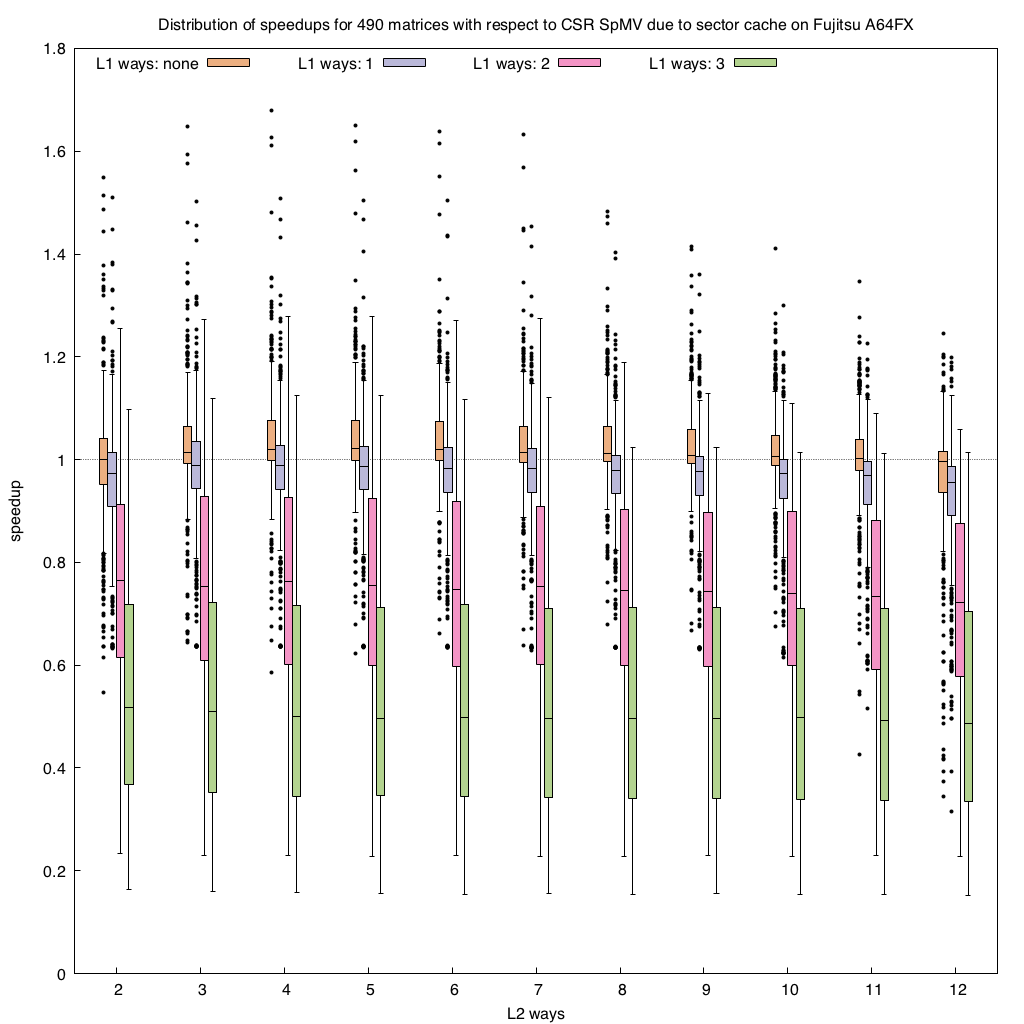 Distribution of speedups for 490 matrices with respect to CSR SpMV due to sector cache on Fujitsu A64FX
L1 ways: none L1 ways: 1 L1 ways: 2 L1 ways: 3
1.8
1.6
1.4
1.2
1
0.8
0.6
0.4
0.2
0
speedup
2 3 4 5 6 7 8 9 10 11 12
L2 ways